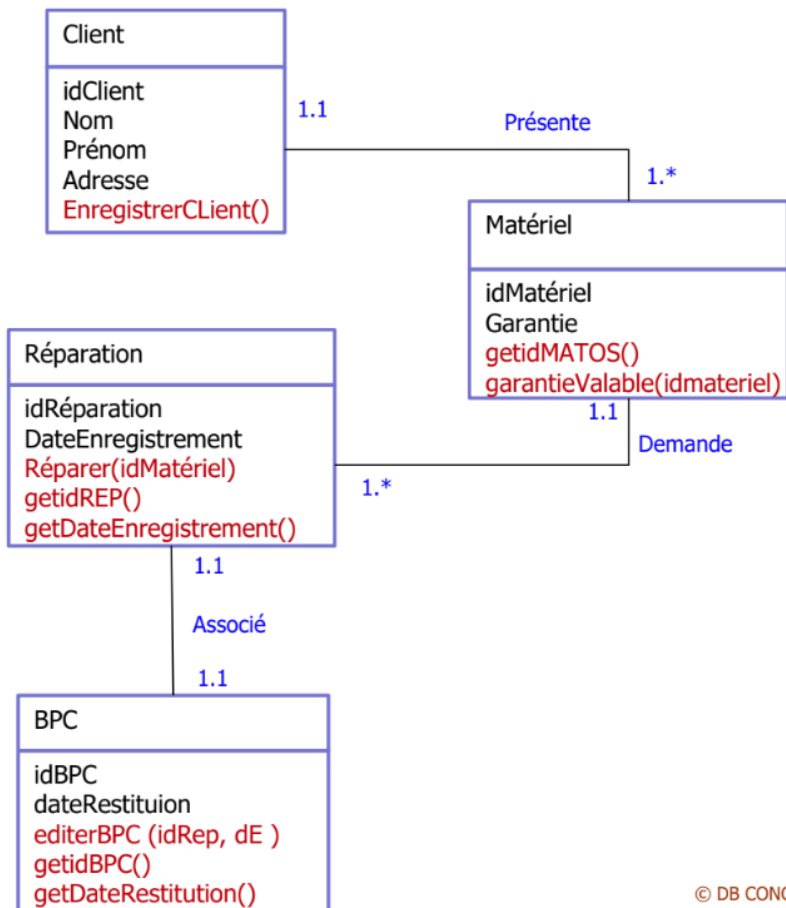 Client
idClient
Nom
Prénom
Adresse
EnregistrerCLient()
1.1
Présente
1.*
Matériel
idMatériel
Garantie
getidMATOS()
garantieValable(idmateriel)
1.1
Demande
1.*
Réparation
idRéparation
DateEnregistrement
Réparer(idMatériel)
getidREP()
getDateEnregistrement()
1.1
Associé
1.1
BPC
idBPC
dateRestituion
editerBPC (idRep, dE )
getidBPC()
getDateRestitution()
© DB CONC